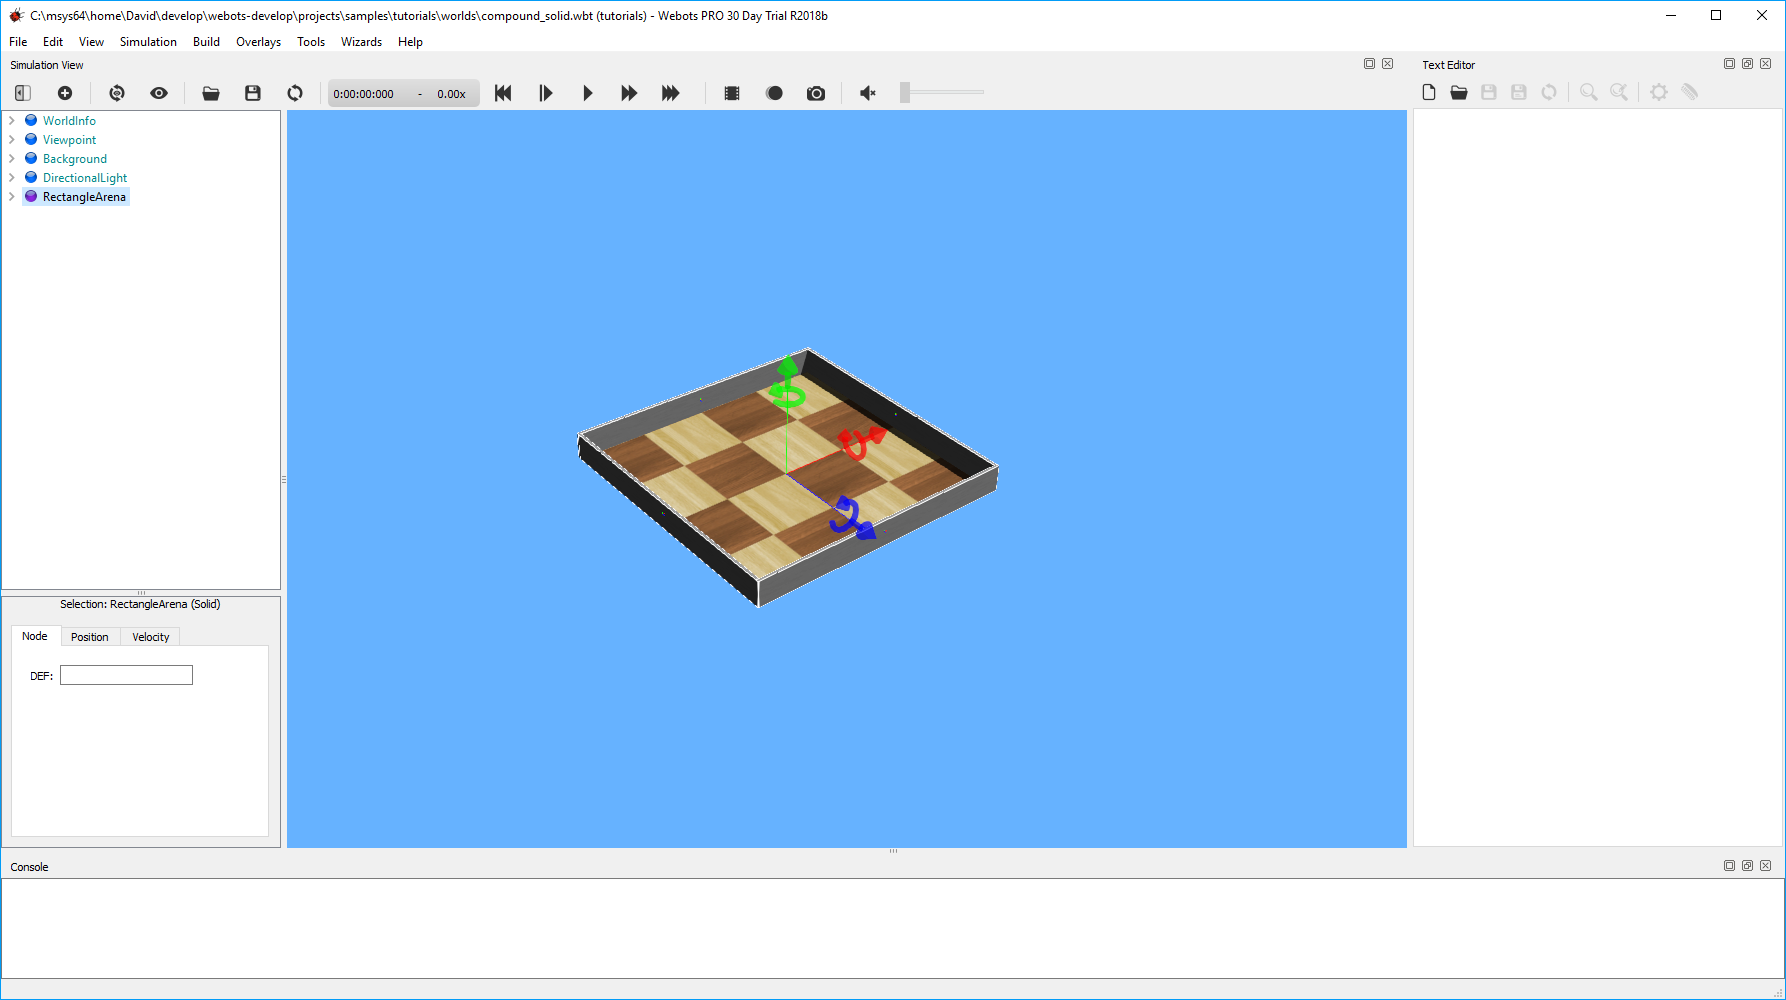 C:\msys64\home\David\develop\webots-develop\projects\samples\tutorials\worlds\compound_solid.wbt (tutorials) - Webots PRO 30 Day Trial R2018b
File Edit View Simulation Build Overlays Tools Wizards Help
Simulation View
Text Editor
0:00:00:000 - 0.00x
WorldInfo
Viewpoint
Background
DirectionalLight
RectangleArena
Selection: RectangleArena (Solid)
Node Position Velocity
DEF:
Console